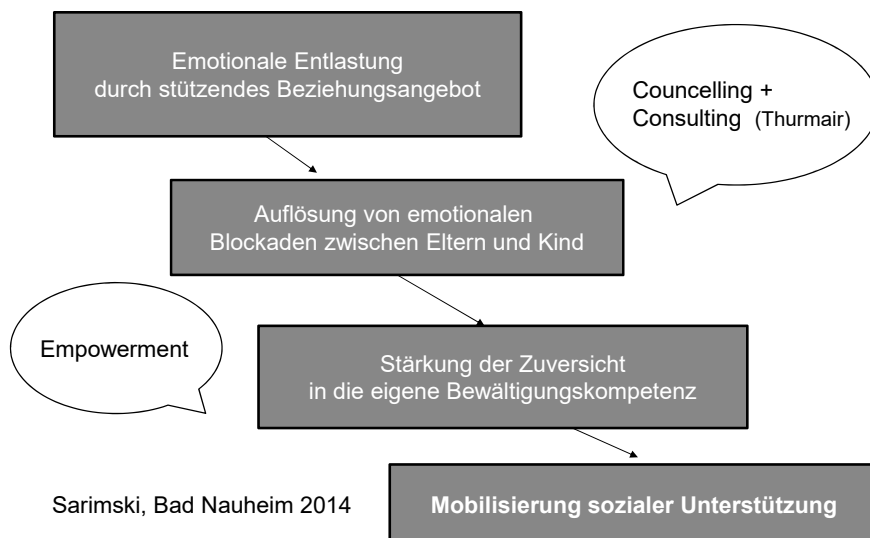 Emotionale Entlastung
durch stützendes Beziehungsangebot
Councelling +
Consulting (Thurmair)
Auflösung von emotionalen
Blockaden zwischen Eltern und Kind
Empowerment
Stärkung der Zuversicht
in die eigene Bewältigungskompetenz
Sarimski, Bad Nauheim 2014
Mobilisierung sozialer Unterstützung